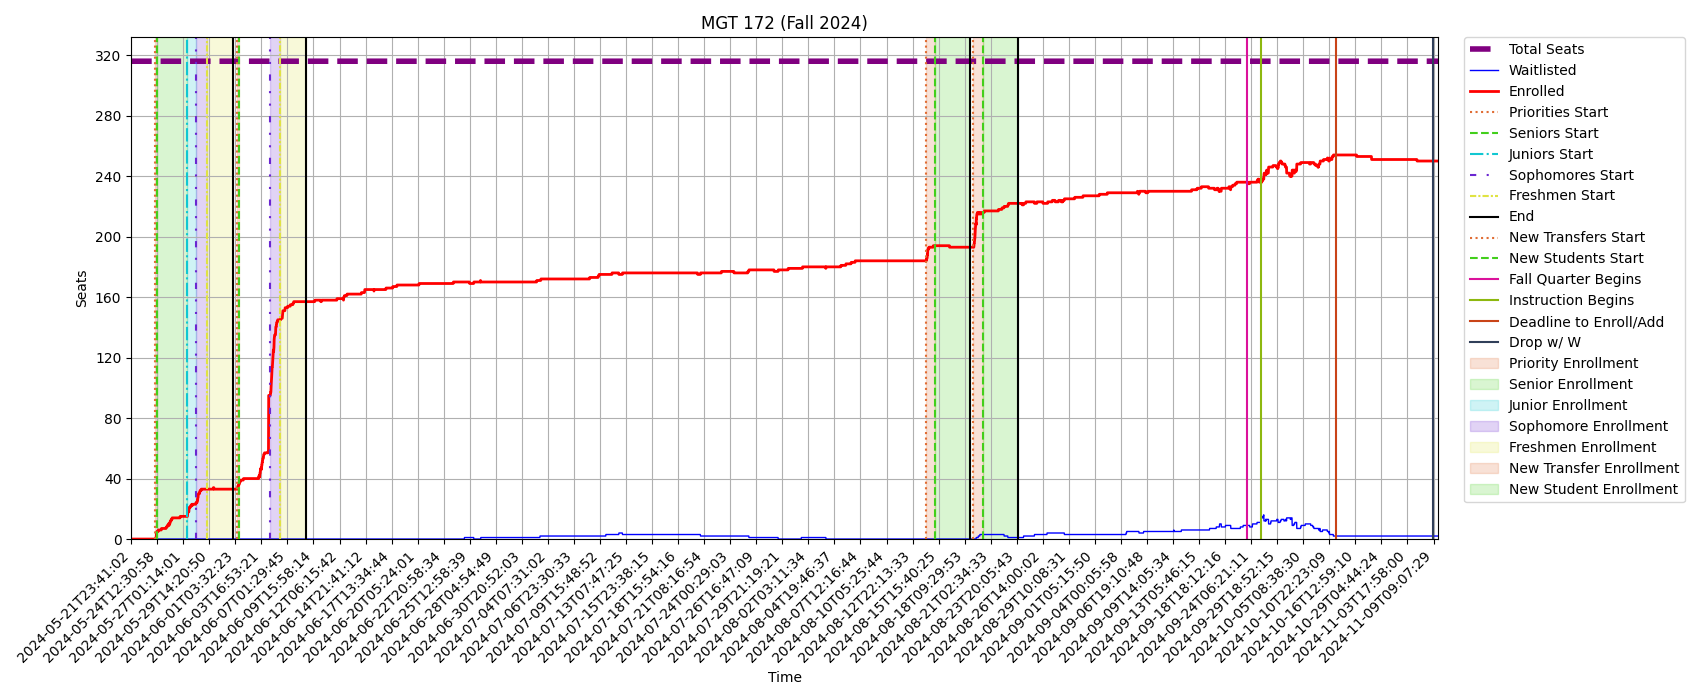 MGT 172 (Fall 2024)
Seats
320
280
240
200
160
120
80
40
0
2024-05-21T23:41:02
2024-05-24T12:30:58
2024-05-27T01:14:01
2024-05-29T14:20:50
2024-06-01T03:32:23
2024-06-03T16:53:21
2024-06-07T01:29:45
2024-06-09T15:58:14
2024-06-12T06:15:42
2024-06-14T21:41:12
2024-06-17T13:34:44
2024-06-20T05:24:01
2024-06-22T20:58:34
2024-06-25T12:58:39
2024-06-28T04:54:49
2024-06-30T20:52:03
2024-07-04T07:31:02
2024-07-06T23:30:33
2024-07-09T15:48:52
2024-07-13T07:47:25
2024-07-15T23:38:15
2024-07-18T15:54:16
2024-07-21T08:16:54
2024-07-24T00:29:03
2024-07-26T16:47:09
2024-07-29T21:19:21
2024-08-02T03:11:34
2024-08-04T19:46:37
2024-08-07T12:16:44
2024-08-10T05:25:44
2024-08-12T22:13:33
2024-08-15T15:40:25
2024-08-18T09:29:53
2024-08-21T02:34:33
2024-08-23T20:05:43
2024-08-26T14:00:02
2024-08-29T10:08:31
2024-09-01T05:15:50
2024-09-04T00:05:58
2024-09-06T19:10:48
2024-09-09T14:05:34
2024-09-13T05:46:15
2024-09-18T18:12:16
2024-09-24T06:21:11
2024-09-29T18:52:15
2024-10-05T08:38:30
2024-10-10T22:23:09
2024-10-16T12:59:10
2024-10-29T04:44:24
2024-11-03T17:58:00
2024-11-09T09:07:29
Time
Total Seats
Waitlisted
Enrolled
Priorities Start
Seniors Start
Juniors Start
Sophomores Start
Freshmen Start
End
New Transfers Start
New Students Start
Fall Quarter Begins
Instruction Begins
Deadline to Enroll/Add
Drop w/ W
Priority Enrollment
Senior Enrollment
Junior Enrollment
Sophomore Enrollment
Freshmen Enrollment
New Transfer Enrollment
New Student Enrollment